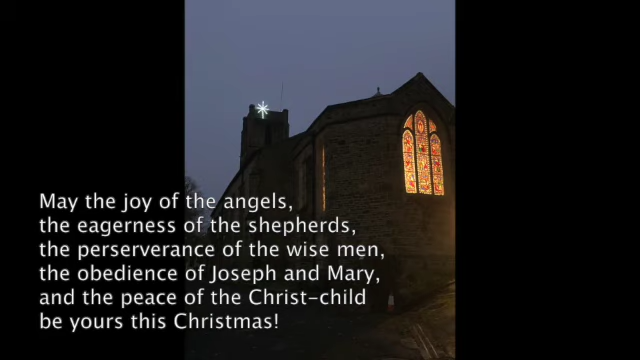 May the joy of the angels,
the eagerness of the shepherds,
the perserverance of the wise men,
the obedience of Joseph and Mary,
and the peace of the Christ-child
be yours this Christmas!